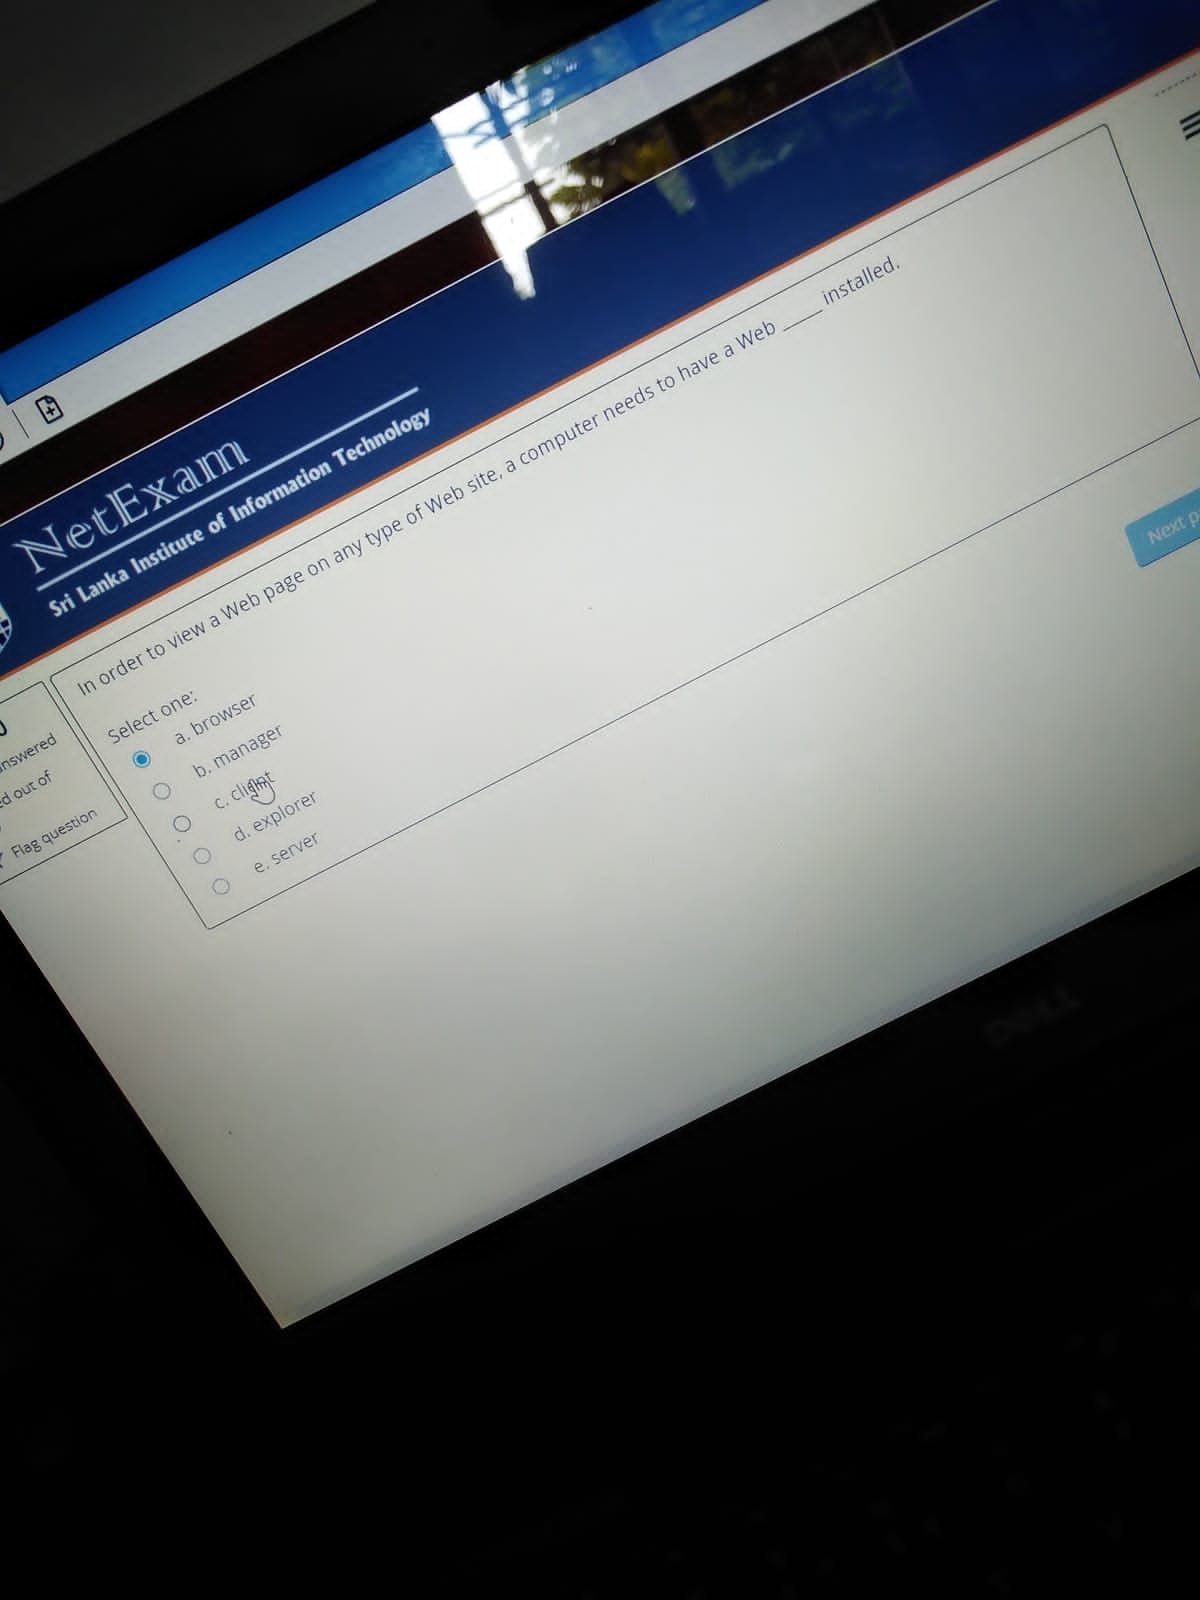 NetExam
Sri Lanka Institute of Information Technology
In order to view a Web page on any type of Web site, a computer needs to have a Web ____ installed.
Select one:
a. browser
b. manager
c. client
d. explorer
e. server
out of
Flag question
Next
DELL